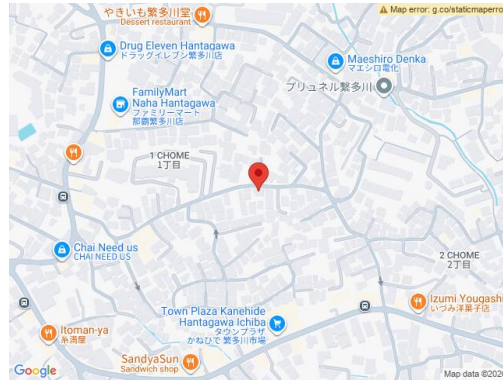 やきいも繁多川堂
Dessert restaurant
Map error: g.co/staticmaperro
Drug Eleven Hantagawa
ドラッグイレブン繁多川店
Maeshiro Denka
マエシロ電化
プリュネル繁多川
FamilyMart
Naha Hantagawa
ファミリーマート
那覇繁多川店
1 CHOME
1丁目
Chai Need us
CHAI NEED US
2 CHOME
2丁目
Izumi Yougashi
いづみ洋菓子店
Town Plaza Kanehide
Hantagawa Ichiba
タウンプラザ
かねひで 繁多川市場
Itoman-ya
糸満屋
SandyaSun
Sandwich shop
Google
Map data ©202